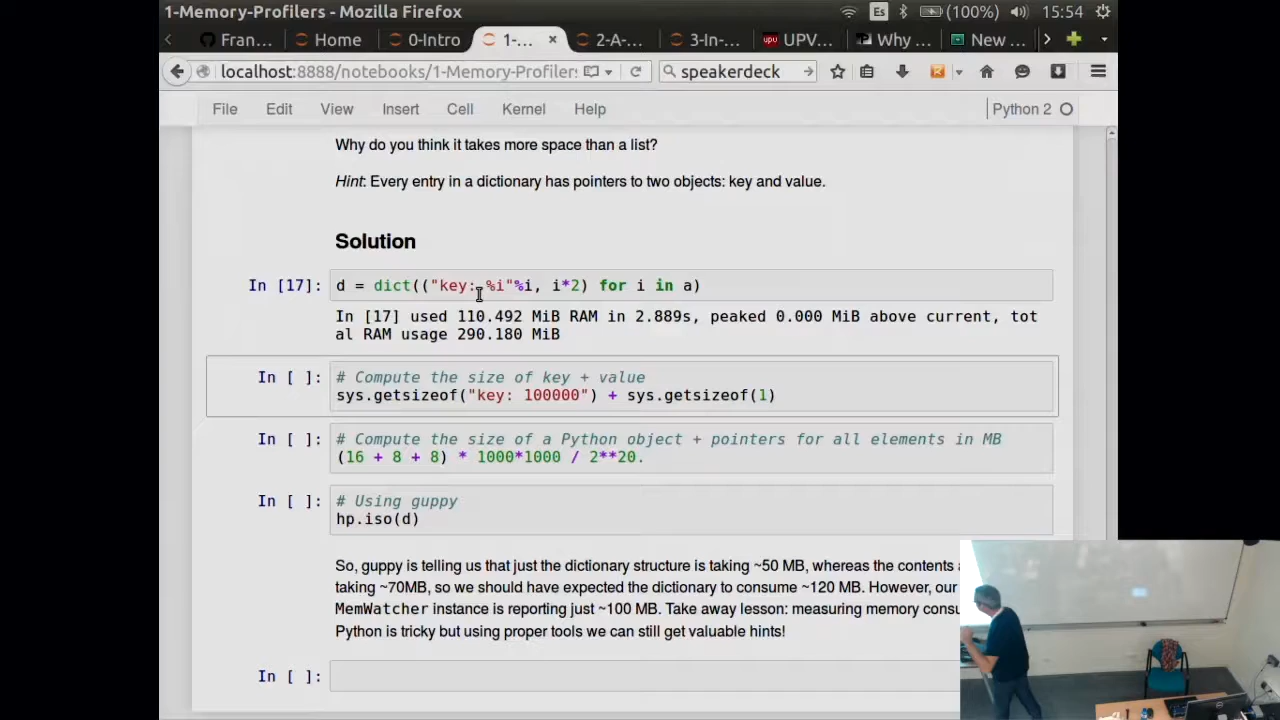 1-Memory-Profilers - Mozilla Firefox
Es (100%) 15:54
Fran... Home 0-Intro 1-... × 2-A-... 3-In-... upv UPV... Why ... New ...
localhost:8888/notebooks/1-Memory-Profilers speakerdeck
File Edit View Insert Cell Kernel Help Python 2
Why do you think it takes more space than a list?
Hint: Every entry in a dictionary has pointers to two objects: key and value.
Solution
In [17]: d = dict(("key: %i"%i, i*2) for i in a)
In [17] used 110.492 MiB RAM in 2.889s, peaked 0.000 MiB above current, tot
al RAM usage 290.180 MiB
In [ ]: # Compute the size of key + value
sys.getsizeof("key: 100000") + sys.getsizeof(1)
In [ ]: # Compute the size of a Python object + pointers for all elements in MB
(16 + 8 + 8) * 1000*1000 / 2**20.
In [ ]: # Using guppy
hp.iso(d)
So, guppy is telling us that just the dictionary structure is taking ~50 MB, whereas the contents
taking ~70MB, so we should have expected the dictionary to consume ~120 MB. However, our
MemWatcher instance is reporting just ~100 MB. Take away lesson: measuring memory
Python is tricky but using proper tools we can still get valuable hints!
In [ ]: